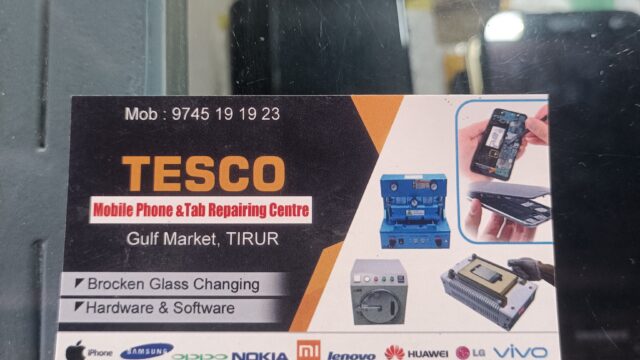 Mob : 9745 19 19 23
TESCO
Mobile Phone &Tab Repairing Centre
Gulf Market, TIRUR
Brocken Glass Changing
Hardware & Software
iPhone SAMSUNG OPPO NOKIA MI lenovo HUAWEI LG VIVO